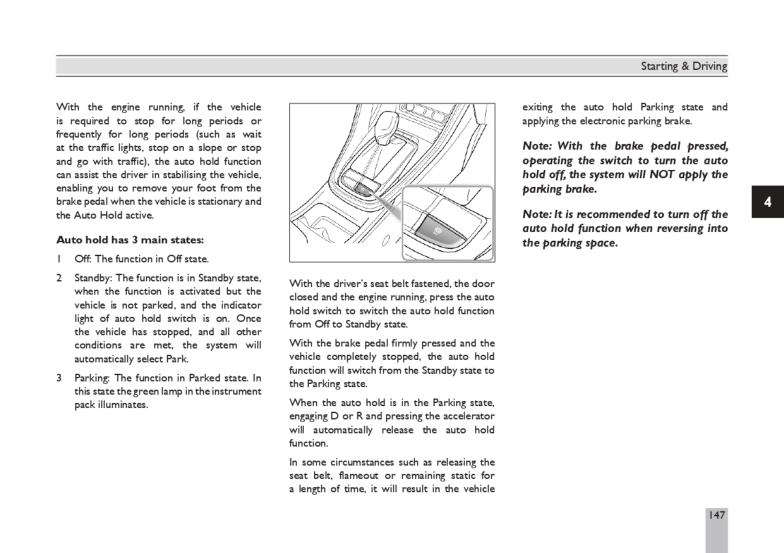 Starting & Driving
With the engine running, if the vehicle
is required to stop for long periods or
frequently for long periods (such as wait
at the traffic lights, stop on a slope or stop
and go with traffic), the auto hold function
can assist the driver in stabilising the vehicle,
enabling you to remove your foot from the
brake pedal when the vehicle is stationary and
the Auto Hold active.
Auto hold has 3 main states:
1 Off: The function in Off state.
2 Standby: The function is in Standby state,
when the function is activated but the
vehicle is not parked, and the indicator
light of auto hold switch is on. Once
the vehicle has stopped, and all other
conditions are met, the system will
automatically select Park.
3 Parking: The function in Parked state. In
this state the green lamp in the instrument
pack illuminates.
With the driver's seat belt fastened, the door
closed and the engine running, press the auto
hold switch to switch the auto hold function
from Off to Standby state.
With the brake pedal firmly pressed and the
vehicle completely stopped, the auto hold
function will switch from the Standby state to
the Parking state.
When the auto hold is in the Parking state,
engaging D or R and pressing the accelerator
will automatically release the auto hold
function.
In some circumstances such as releasing the
seat belt, flameout or remaining static for
a length of time, it will result in the vehicle
exiting the auto hold Parking state and
applying the electronic parking brake.
Note: With the brake pedal pressed,
operating the switch to turn the auto
hold off, the system will NOT apply the
parking brake.
Note: It is recommended to turn off the
auto hold function when reversing into
the parking space.
4
147